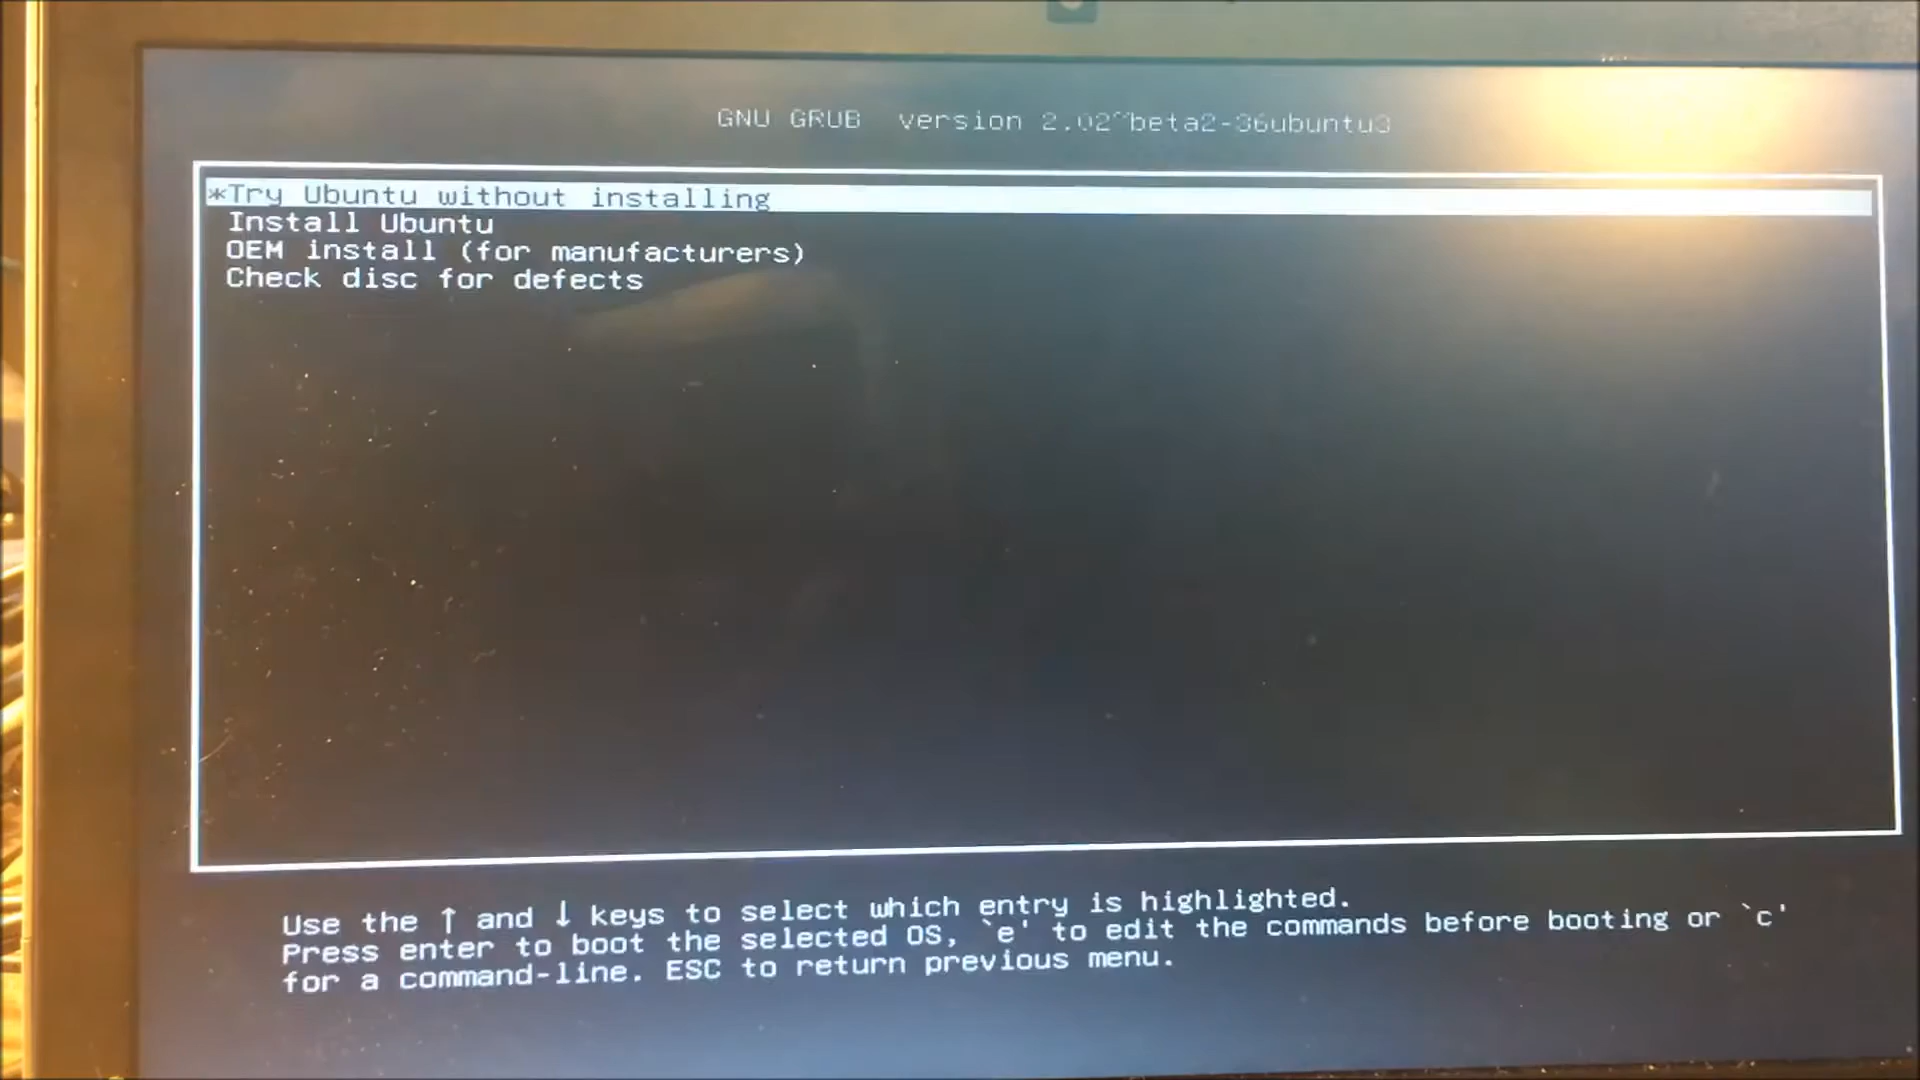 GNU GRUB version 2.02~beta2-36ubuntu3
*Try Ubuntu without installing
Install Ubuntu
OEM install (for manufacturers)
Check disc for defects
Use the ↑ and ↓ keys to select which entry is highlighted.
Press enter to boot the selected OS, `e' to edit the commands before booting or `c'
for a command-line. ESC to return previous menu.